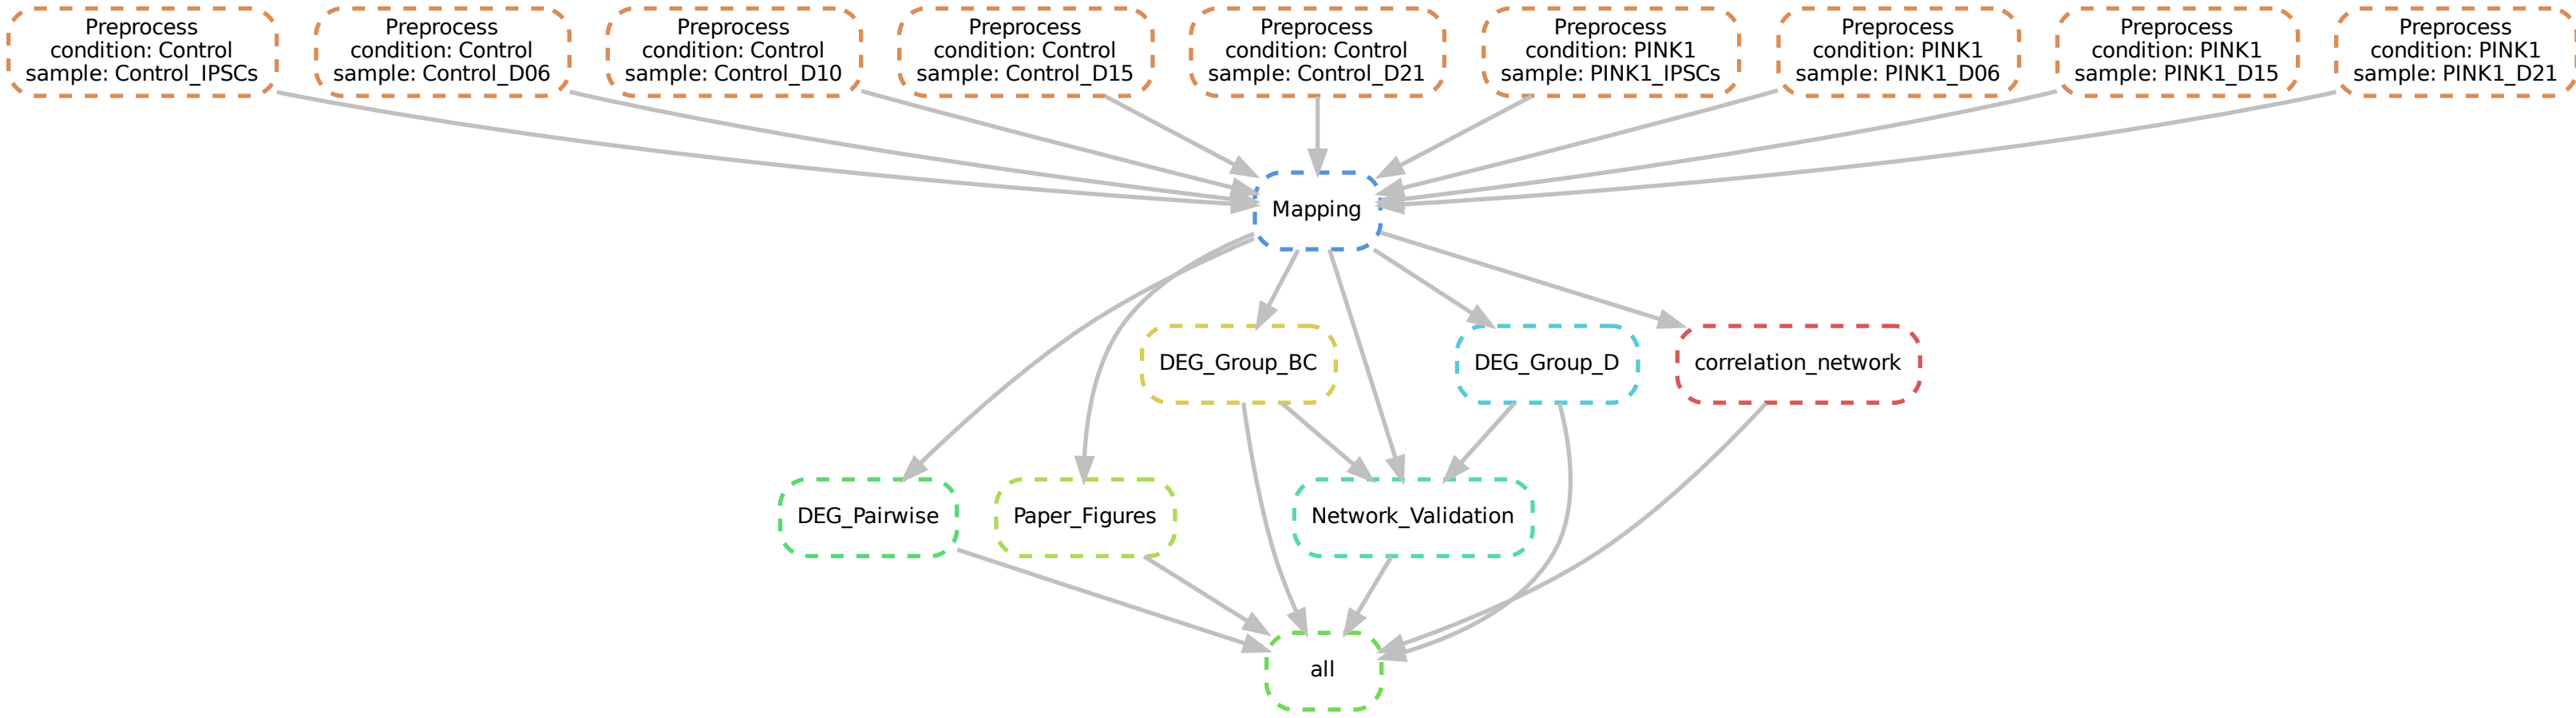 Preprocess
condition: Control
sample: Control_IPSCs
Preprocess
condition: Control
sample: Control_D06
Preprocess
condition: Control
sample: Control_D10
Preprocess
condition: Control
sample: Control_D15
Preprocess
condition: Control
sample: Control_D21
Preprocess
condition: PINK1
sample: PINK1_IPSCs
Preprocess
condition: PINK1
sample: PINK1_D06
Preprocess
condition: PINK1
sample: PINK1_D15
Preprocess
condition: PINK1
sample: PINK1_D21
Mapping
DEG_Group_BC
DEG_Group_D
correlation_network
DEG_Pairwise
Paper_Figures
Network_Validation
all